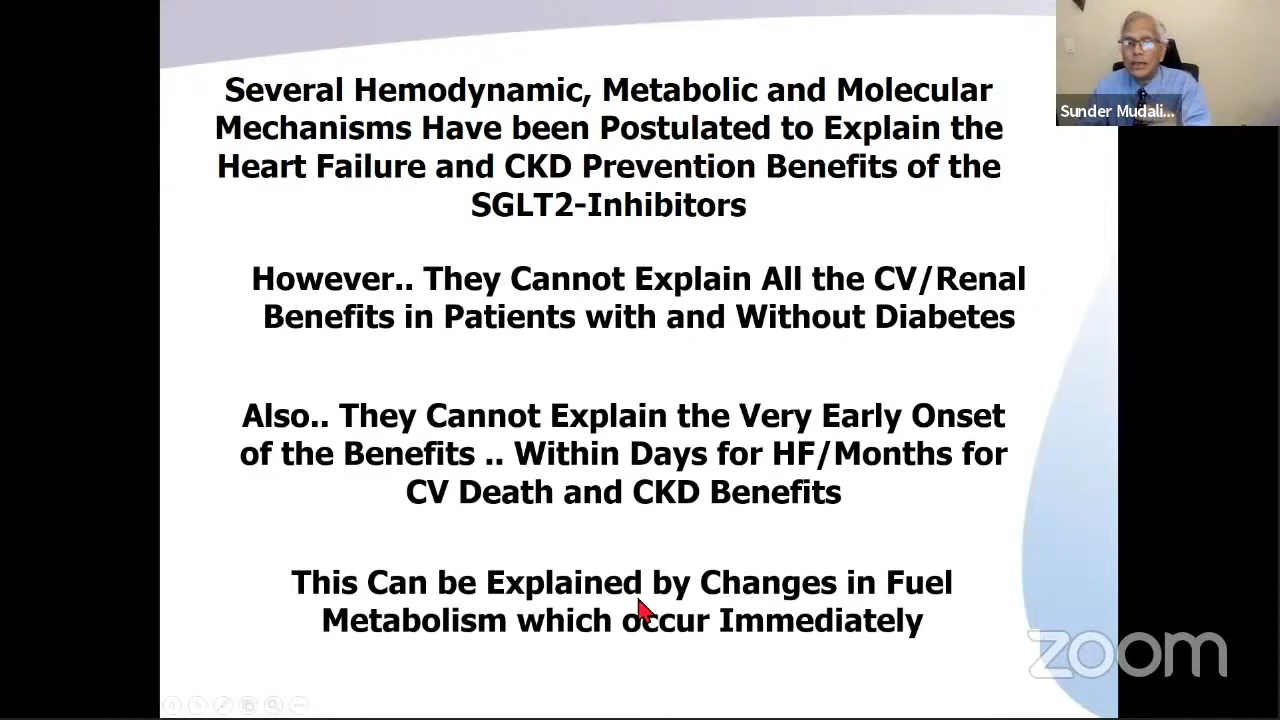 Several Hemodynamic, Metabolic and Molecular
Mechanisms Have been Postulated to Explain the
Heart Failure and CKD Prevention Benefits of the
SGLT2-Inhibitors
However.. They Cannot Explain All the CV/Renal
Benefits in Patients with and Without Diabetes
Also.. They Cannot Explain the Very Early Onset
of the Benefits .. Within Days for HF/Months for
CV Death and CKD Benefits
This Can be Explained by Changes in Fuel
Metabolism which occur Immediately
Sunder Mudali...
zoom